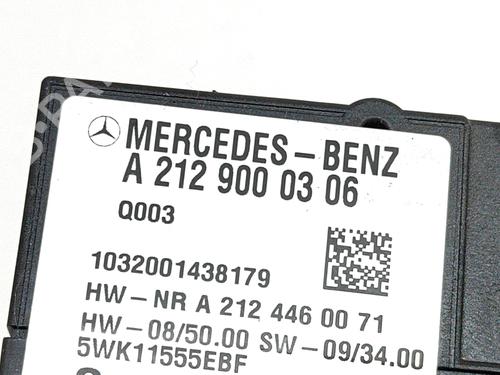 MERCEDES-BENZ
A 212 900 03 06
Q003
1032001438179
HW-NR A 212 446 00 71
HW-08/50.00 SW-09/34.00
5WK11555EBF